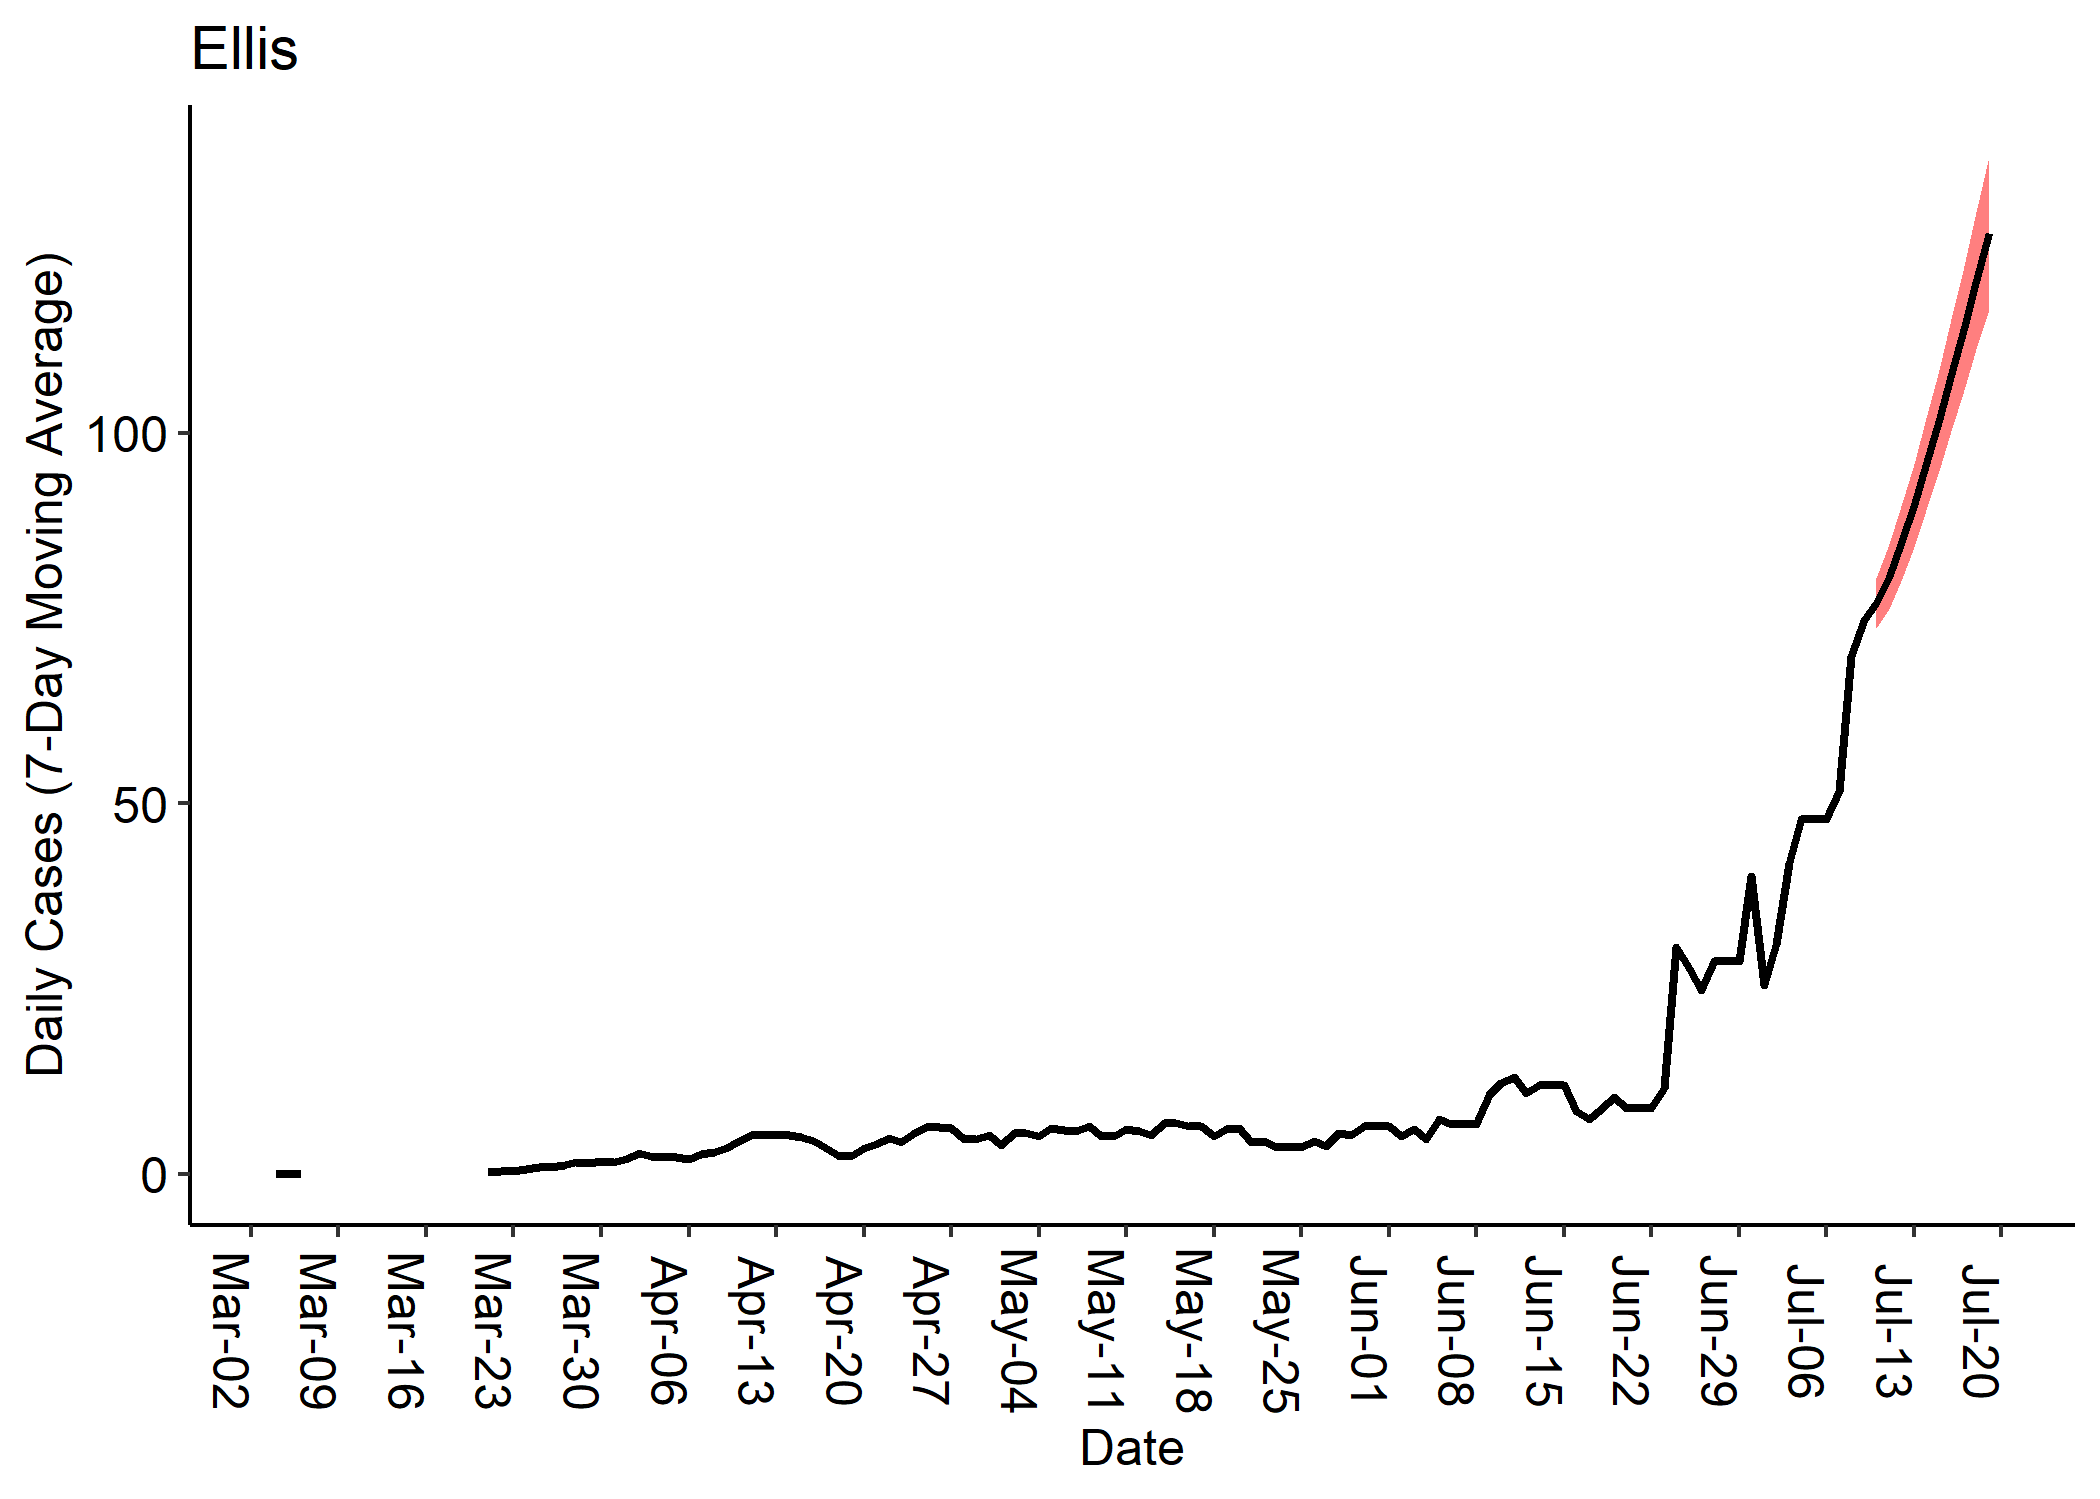 Ellis
Daily Cases (7-Day Moving Average)
100
50
0
Mar-02
Mar-09
Mar-16
Mar-23
Mar-30
Apr-06
Apr-13
Apr-20
Apr-27
May-04
May-11
May-18
May-25
Jun-01
Jun-08
Jun-15
Jun-22
Jun-29
Jul-06
Jul-13
Jul-20
Date